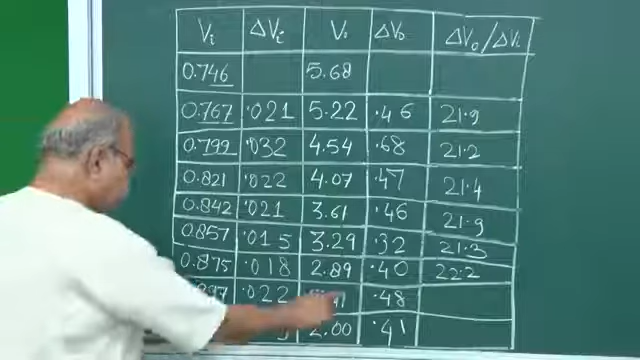 Vi ΔVi Vo ΔVo ΔVo/ΔVi
0.746 5.68
0.767 .021 5.22 .46 21.9
0.799 .032 4.54 .68 21.2
0.821 .022 4.07 .47 21.4
0.842 .021 3.61 .46 21.9
0.857 .015 3.29 .32 21.3
0.875 .018 2.89 .40 22.2
.022 .48
2.00 .41